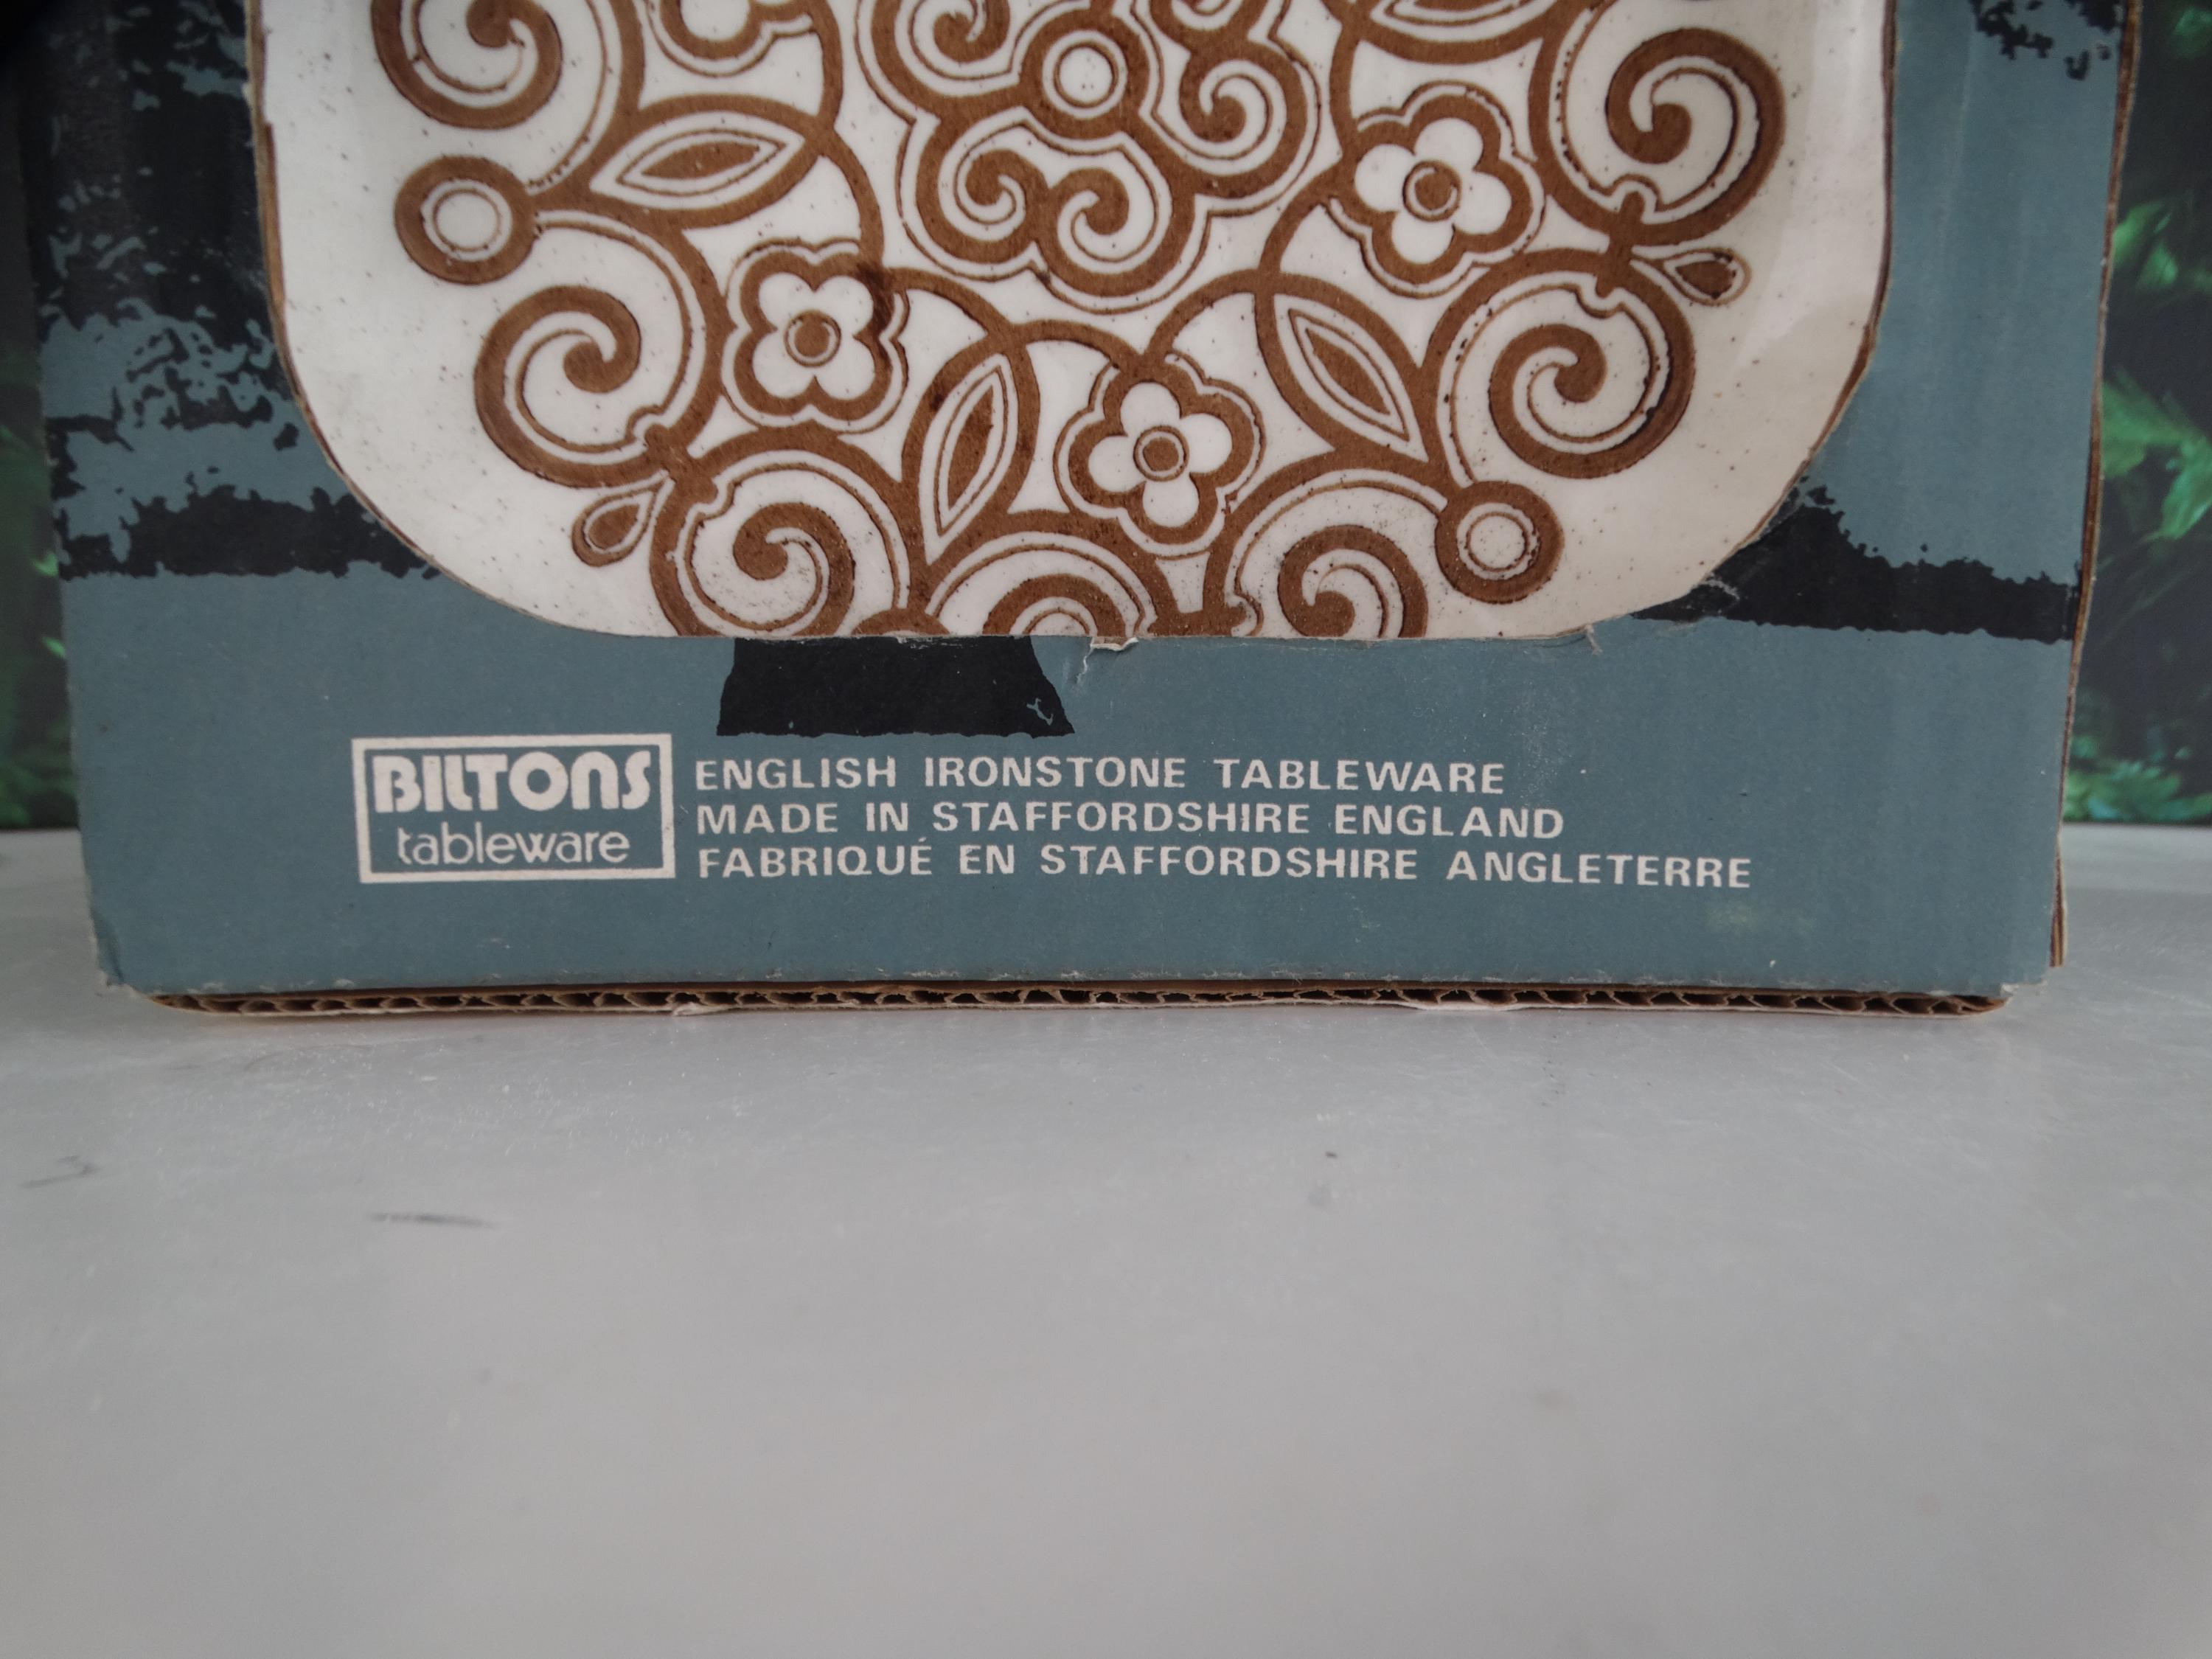 BILTONS
tableware
ENGLISH IRONSTONE TABLEWARE
MADE IN STAFFORDSHIRE ENGLAND
FABRIQUÉ EN STAFFORDSHIRE ANGLETERRE